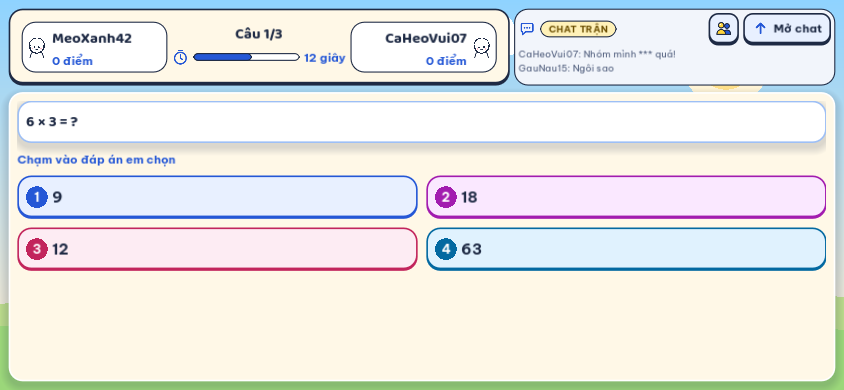 MeoXanh42
0 điểm
Câu 1/3
12 giây
CaHeoVui07
0 điểm
CHAT TRẬN
Mở chat
CaHeoVui07: Nhóm mình *** quá!
GauNau15: Ngôi sao
6 × 3 = ?
Chạm vào đáp án em chọn
1 9
2 18
3 12
4 63